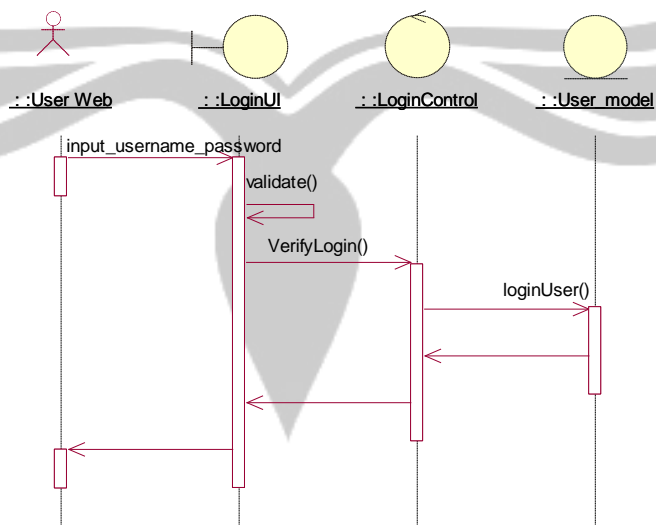 : :User Web
: :LoginUI
: :LoginControl
: :User_model
input_username_password
validate()
VerifyLogin()
loginUser()